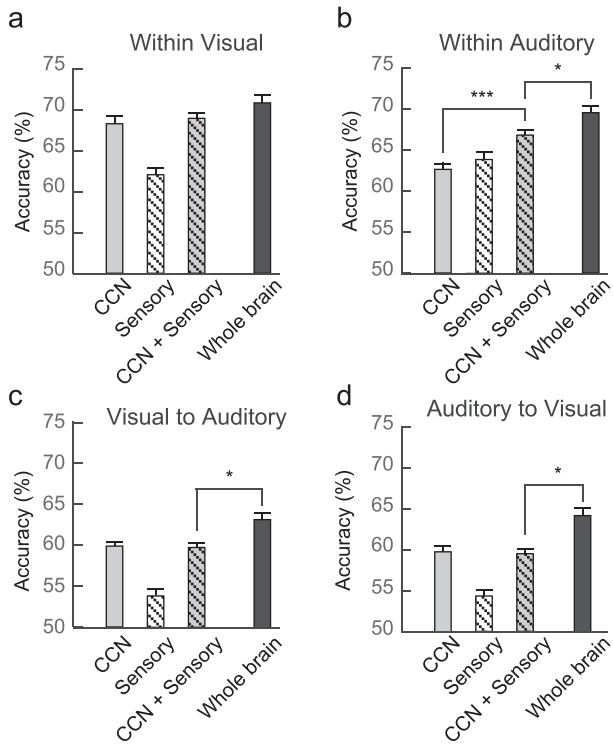 a
Within Visual
75
70
65
60
55
50
Accuracy (%)
CCN
Sensory
CCN + Sensory
Whole brain
b
Within Auditory
75
70
65
60
55
50
Accuracy (%)
***
*
CCN
Sensory
CCN + Sensory
Whole brain
c
Visual to Auditory
75
70
65
60
55
50
Accuracy (%)
*
CCN
Sensory
CCN + Sensory
Whole brain
d
Auditory to Visual
75
70
65
60
55
50
Accuracy (%)
*
CCN
Sensory
CCN + Sensory
Whole brain